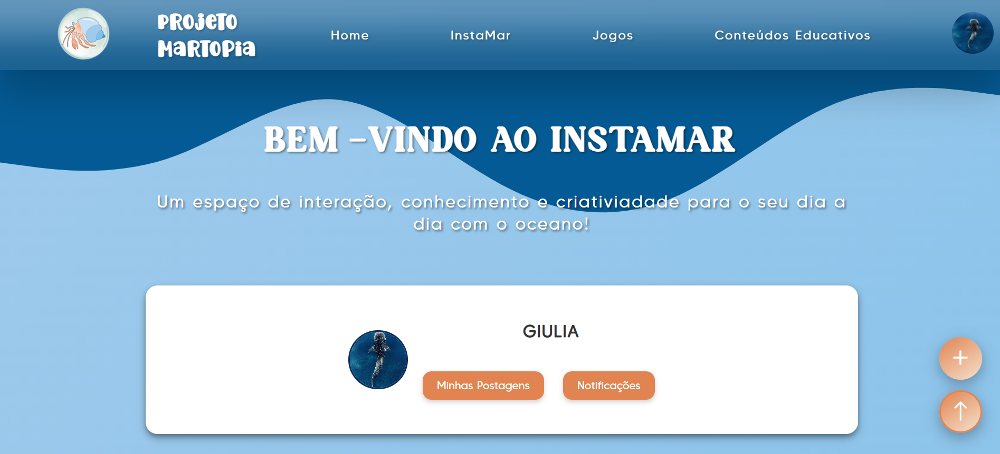 PROJETO
MARTOPIA
Home
InstaMar
Jogos
Conteúdos Educativos
BEM -VINDO AO INSTAMAR
Um espaço de interação, conhecimento e criativiadade para o seu dia a
dia com o oceano!
GIULIA
Minhas Postagens
Notificações